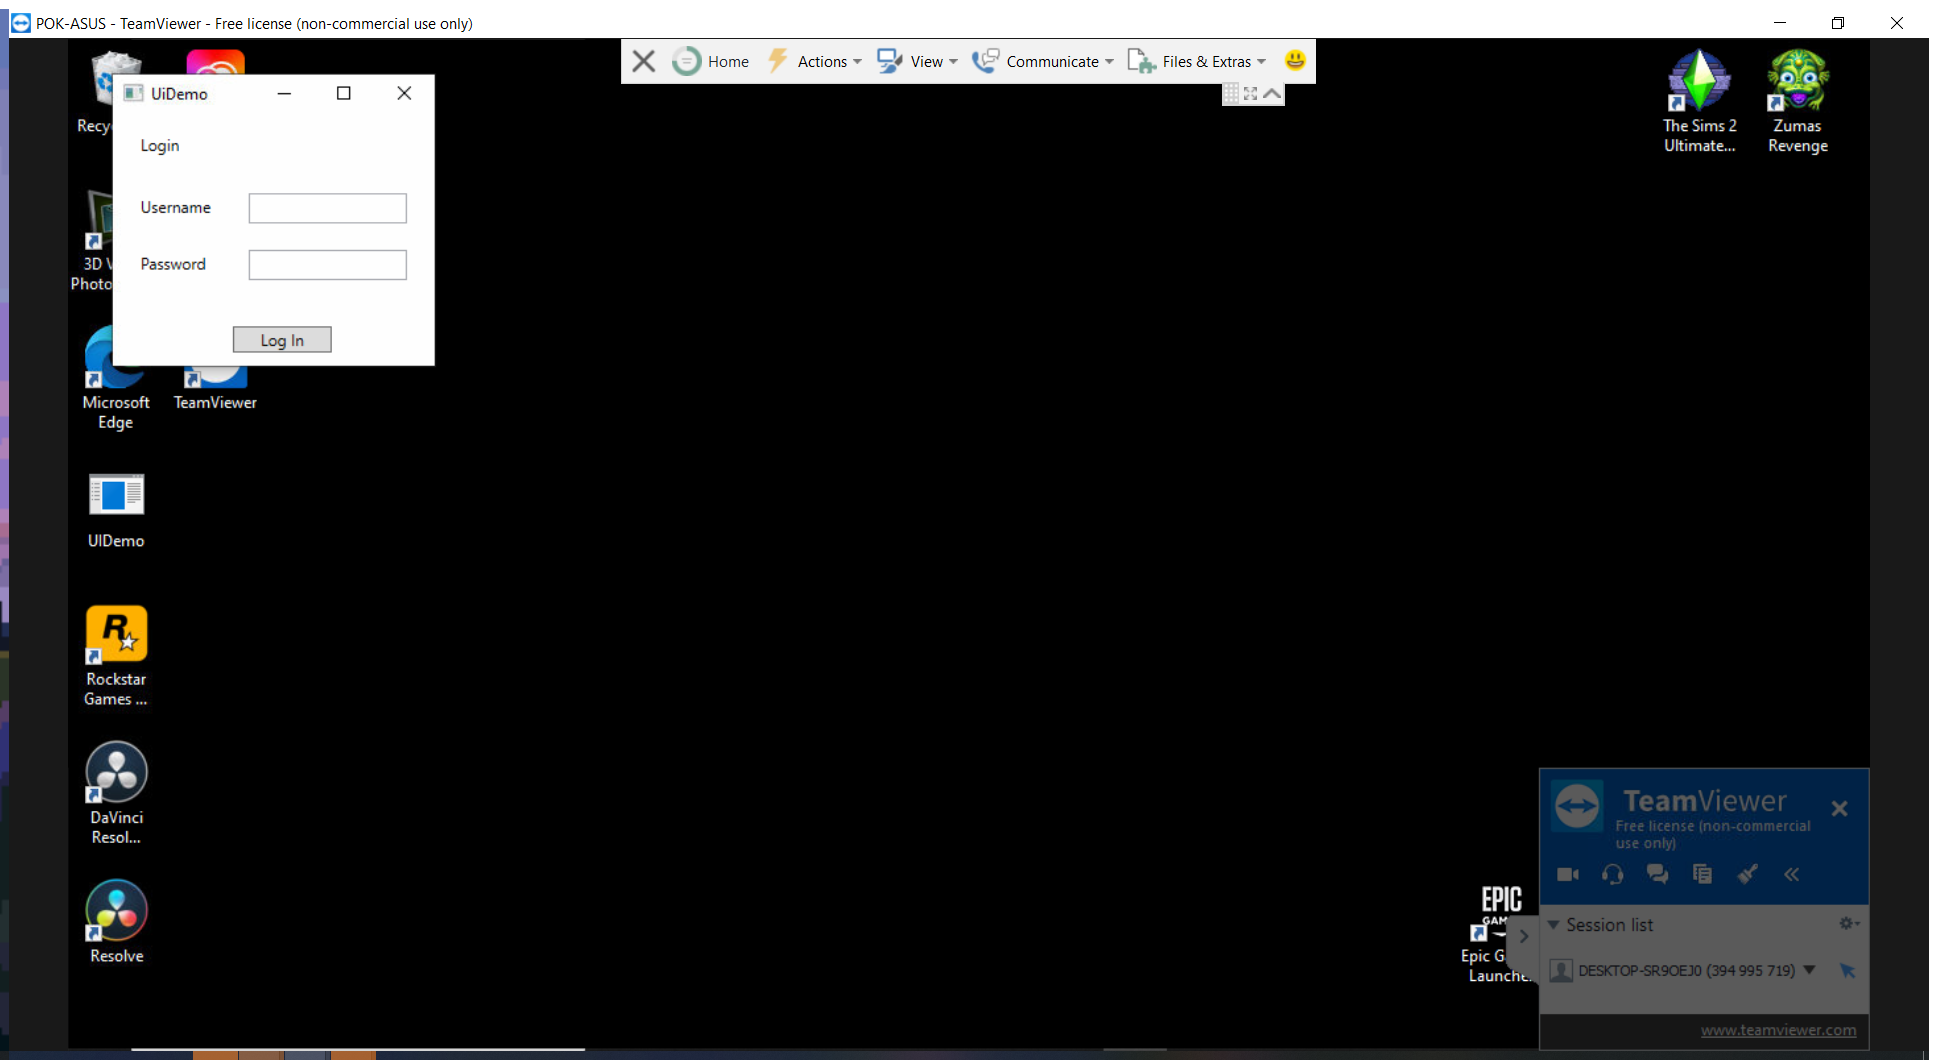 POK-ASUS - TeamViewer - Free license (non-commercial use only)
Home
Actions
View
Communicate
Files & Extras
UiDemo
Login
Username
Password
Log In
Recy
3D V
Photo
Microsoft
Edge
TeamViewer
UIDemo
Rockstar
Games ...
DaVinci
Resol...
Resolve
The Sims 2
Ultimate...
Zumas
Revenge
EPIC
GAM
Epic G
Launche
TeamViewer
Free license (non-commercial
use only)
Session list
DESKTOP-SR9OEJ0 (394 995 719)
www.teamviewer.com